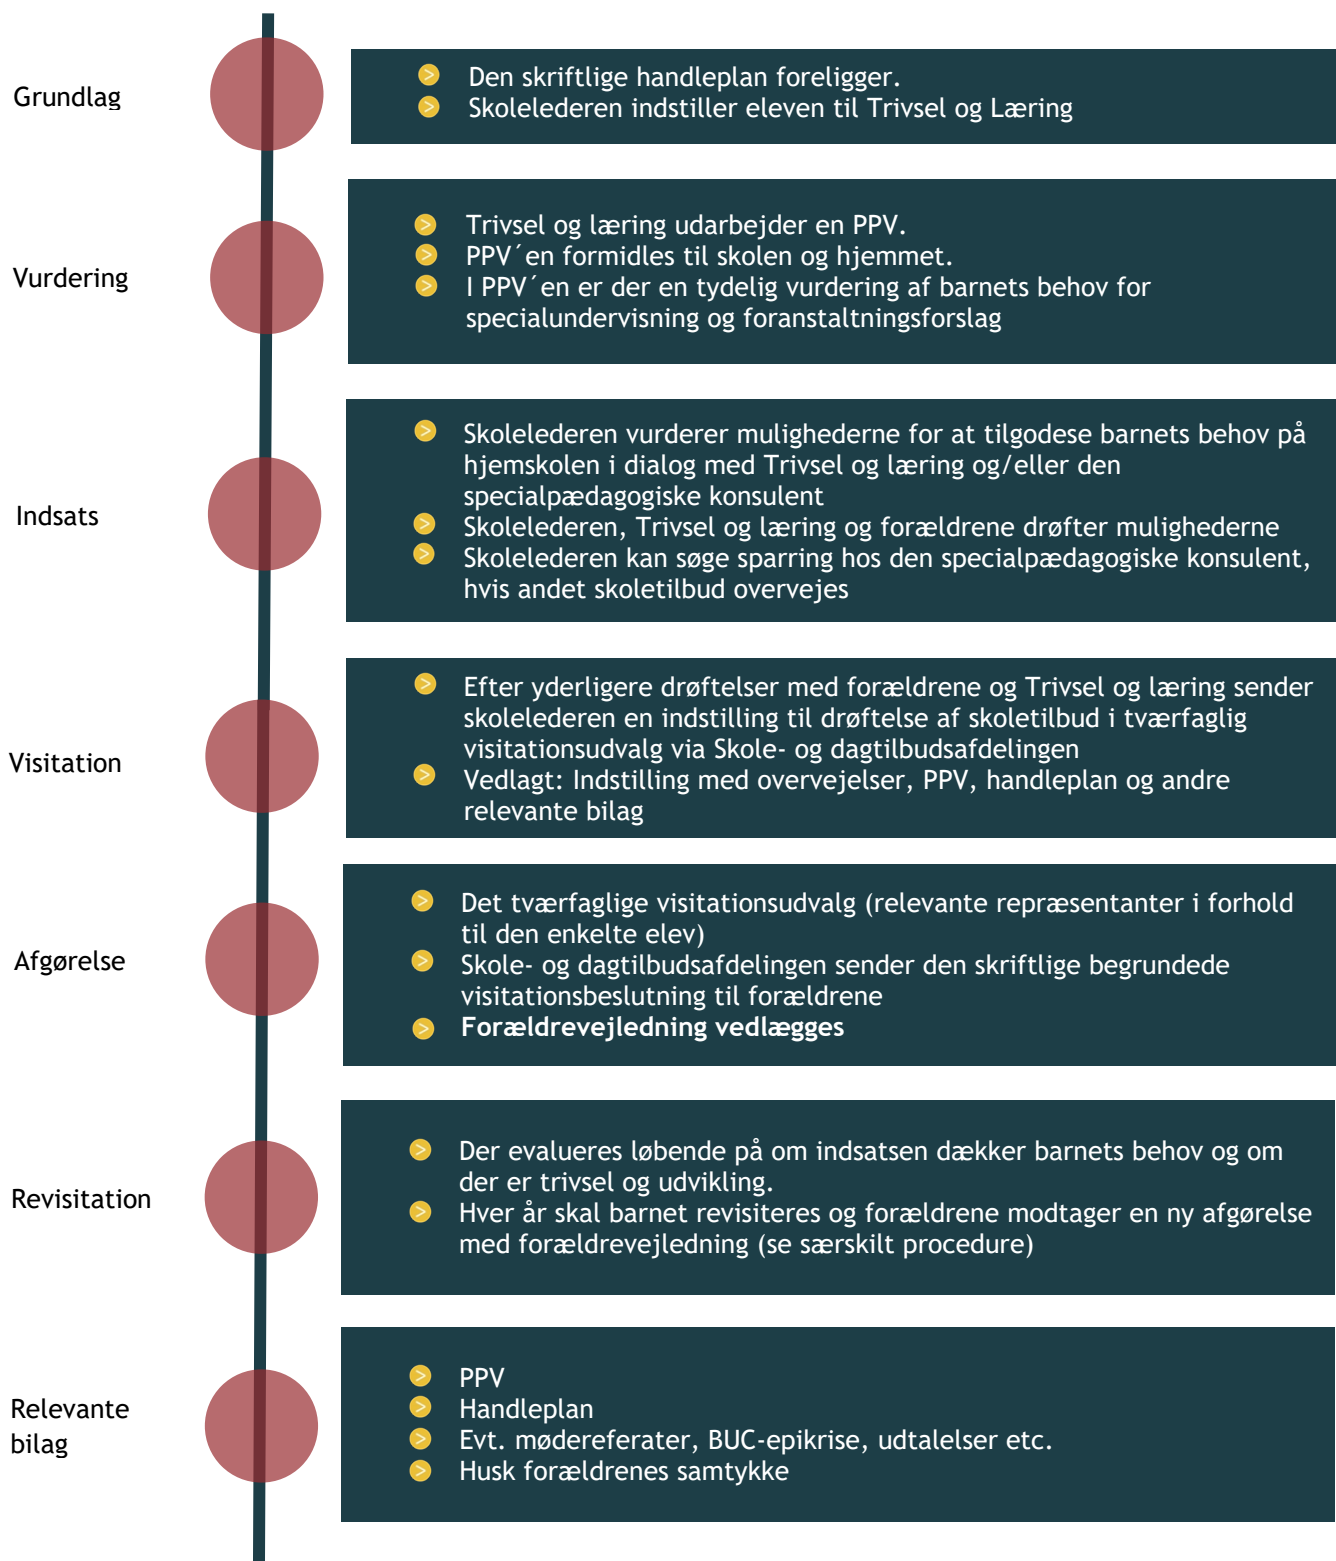 Grundlag
Den skriftlige handleplan foreligger.
Skolelederen indstiller eleven til Trivsel og Læring
Vurdering
Trivsel og læring udarbejder en PPV.
PPV´en formidles til skolen og hjemmet.
I PPV´en er der en tydelig vurdering af barnets behov for
specialundervisning og foranstaltningsforslag
Indsats
Skolelederen vurderer mulighederne for at tilgodese barnets behov på
hjemskolen i dialog med Trivsel og læring og/eller den
specialpædagogiske konsulent
Skolelederen, Trivsel og læring og forældrene drøfter mulighederne
Skolelederen kan søge sparring hos den specialpædagogiske konsulent,
hvis andet skoletilbud overvejes
Visitation
Efter yderligere drøftelser med forældrene og Trivsel og læring sender
skolelederen en indstilling til drøftelse af skoletilbud i tværfaglig
visitationsudvalg via Skole- og dagtilbudsafdelingen
Vedlagt: Indstilling med overvejelser, PPV, handleplan og andre
relevante bilag
Afgørelse
Det tværfaglige visitationsudvalg (relevante repræsentanter i forhold
til den enkelte elev)
Skole- og dagtilbudsafdelingen sender den skriftlige begrundede
visitationsbeslutning til forældrene
Forældrevejledning vedlægges
Revisitation
Der evalueres løbende på om indsatsen dækker barnets behov og om
der er trivsel og udvikling.
Hver år skal barnet revisiteres og forældrene modtager en ny afgørelse
med forældrevejledning (se særskilt procedure)
Relevante
bilag
PPV
Handleplan
Evt. mødereferater, BUC-epikrise, udtalelser etc.
Husk forældrenes samtykke